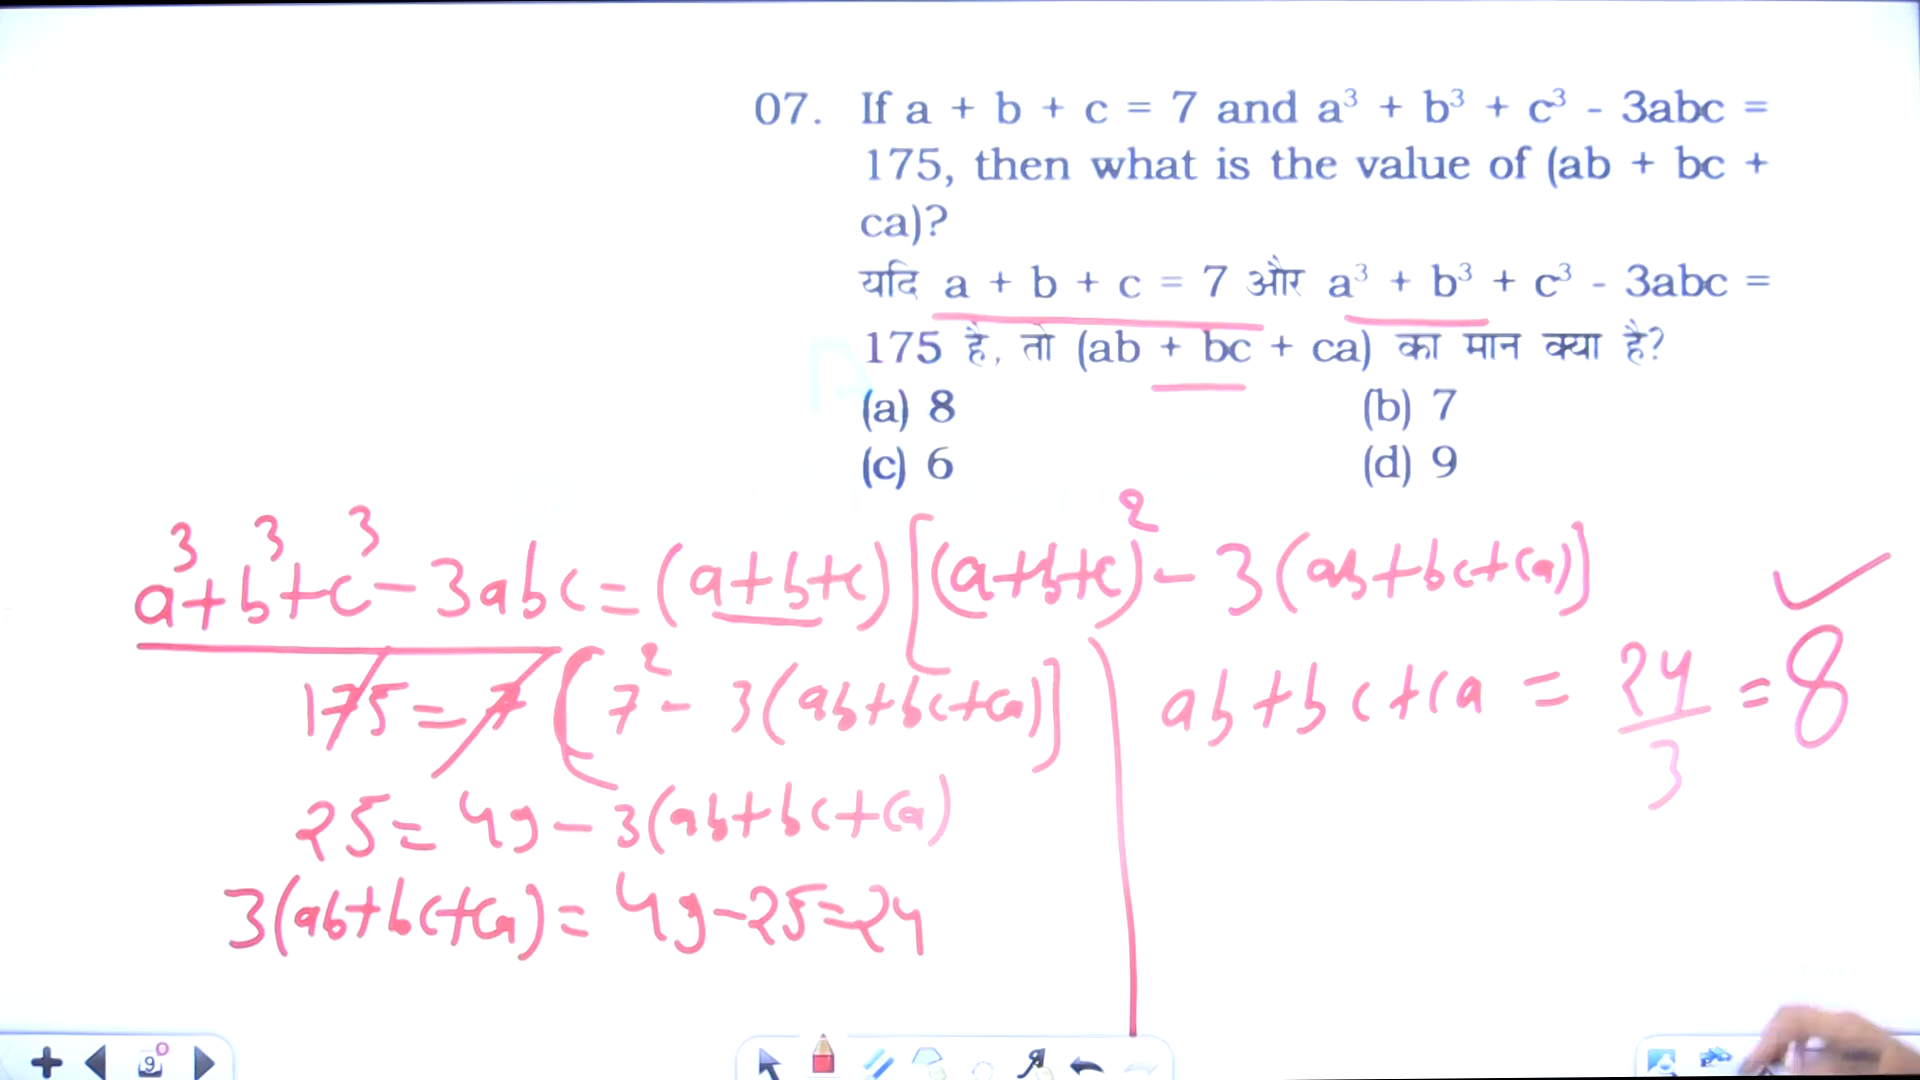 07. If a + b + c = 7 and a³ + b³ + c³ - 3abc =
175, then what is the value of (ab + bc +
ca)?
यदि a + b + c = 7 और a³ + b³ + c³ - 3abc =
175 है, तो (ab + bc + ca) का मान क्या है?
(a) 8 (b) 7
(c) 6 (d) 9
a³+b³+c³-3abc=(a+b+c)[(a+b+c)²-3(ab+bc+ca)]
175=7[7²-3(ab+bc+ca)]
25=49-3(ab+bc+ca)
3(ab+bc+ca)=49-25=24
ab+bc+ca=24/3=8
9